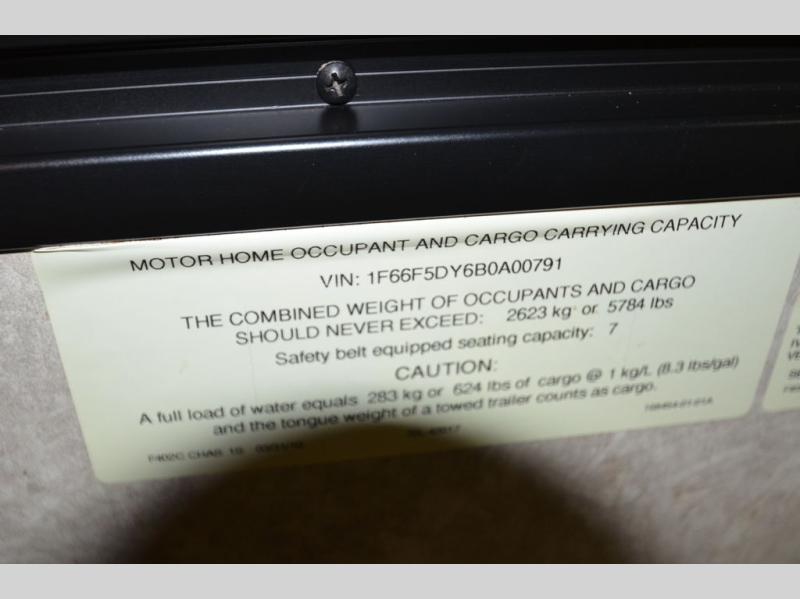 MOTOR HOME OCCUPANT AND CARGO CARRYING CAPACITY
VIN: 1F66F5DY6B0A00791
THE COMBINED WEIGHT OF OCCUPANTS AND CARGO
SHOULD NEVER EXCEED: 2623 kg or 5784 lbs
Safety belt equipped seating capacity: 7
CAUTION:
A full load of water equals 283 kg or 624 lbs of cargo @ 1 kg/L (8.3 lbs/gal)
and the tongue weight of a towed trailer counts as cargo.
F402C CHAS 19